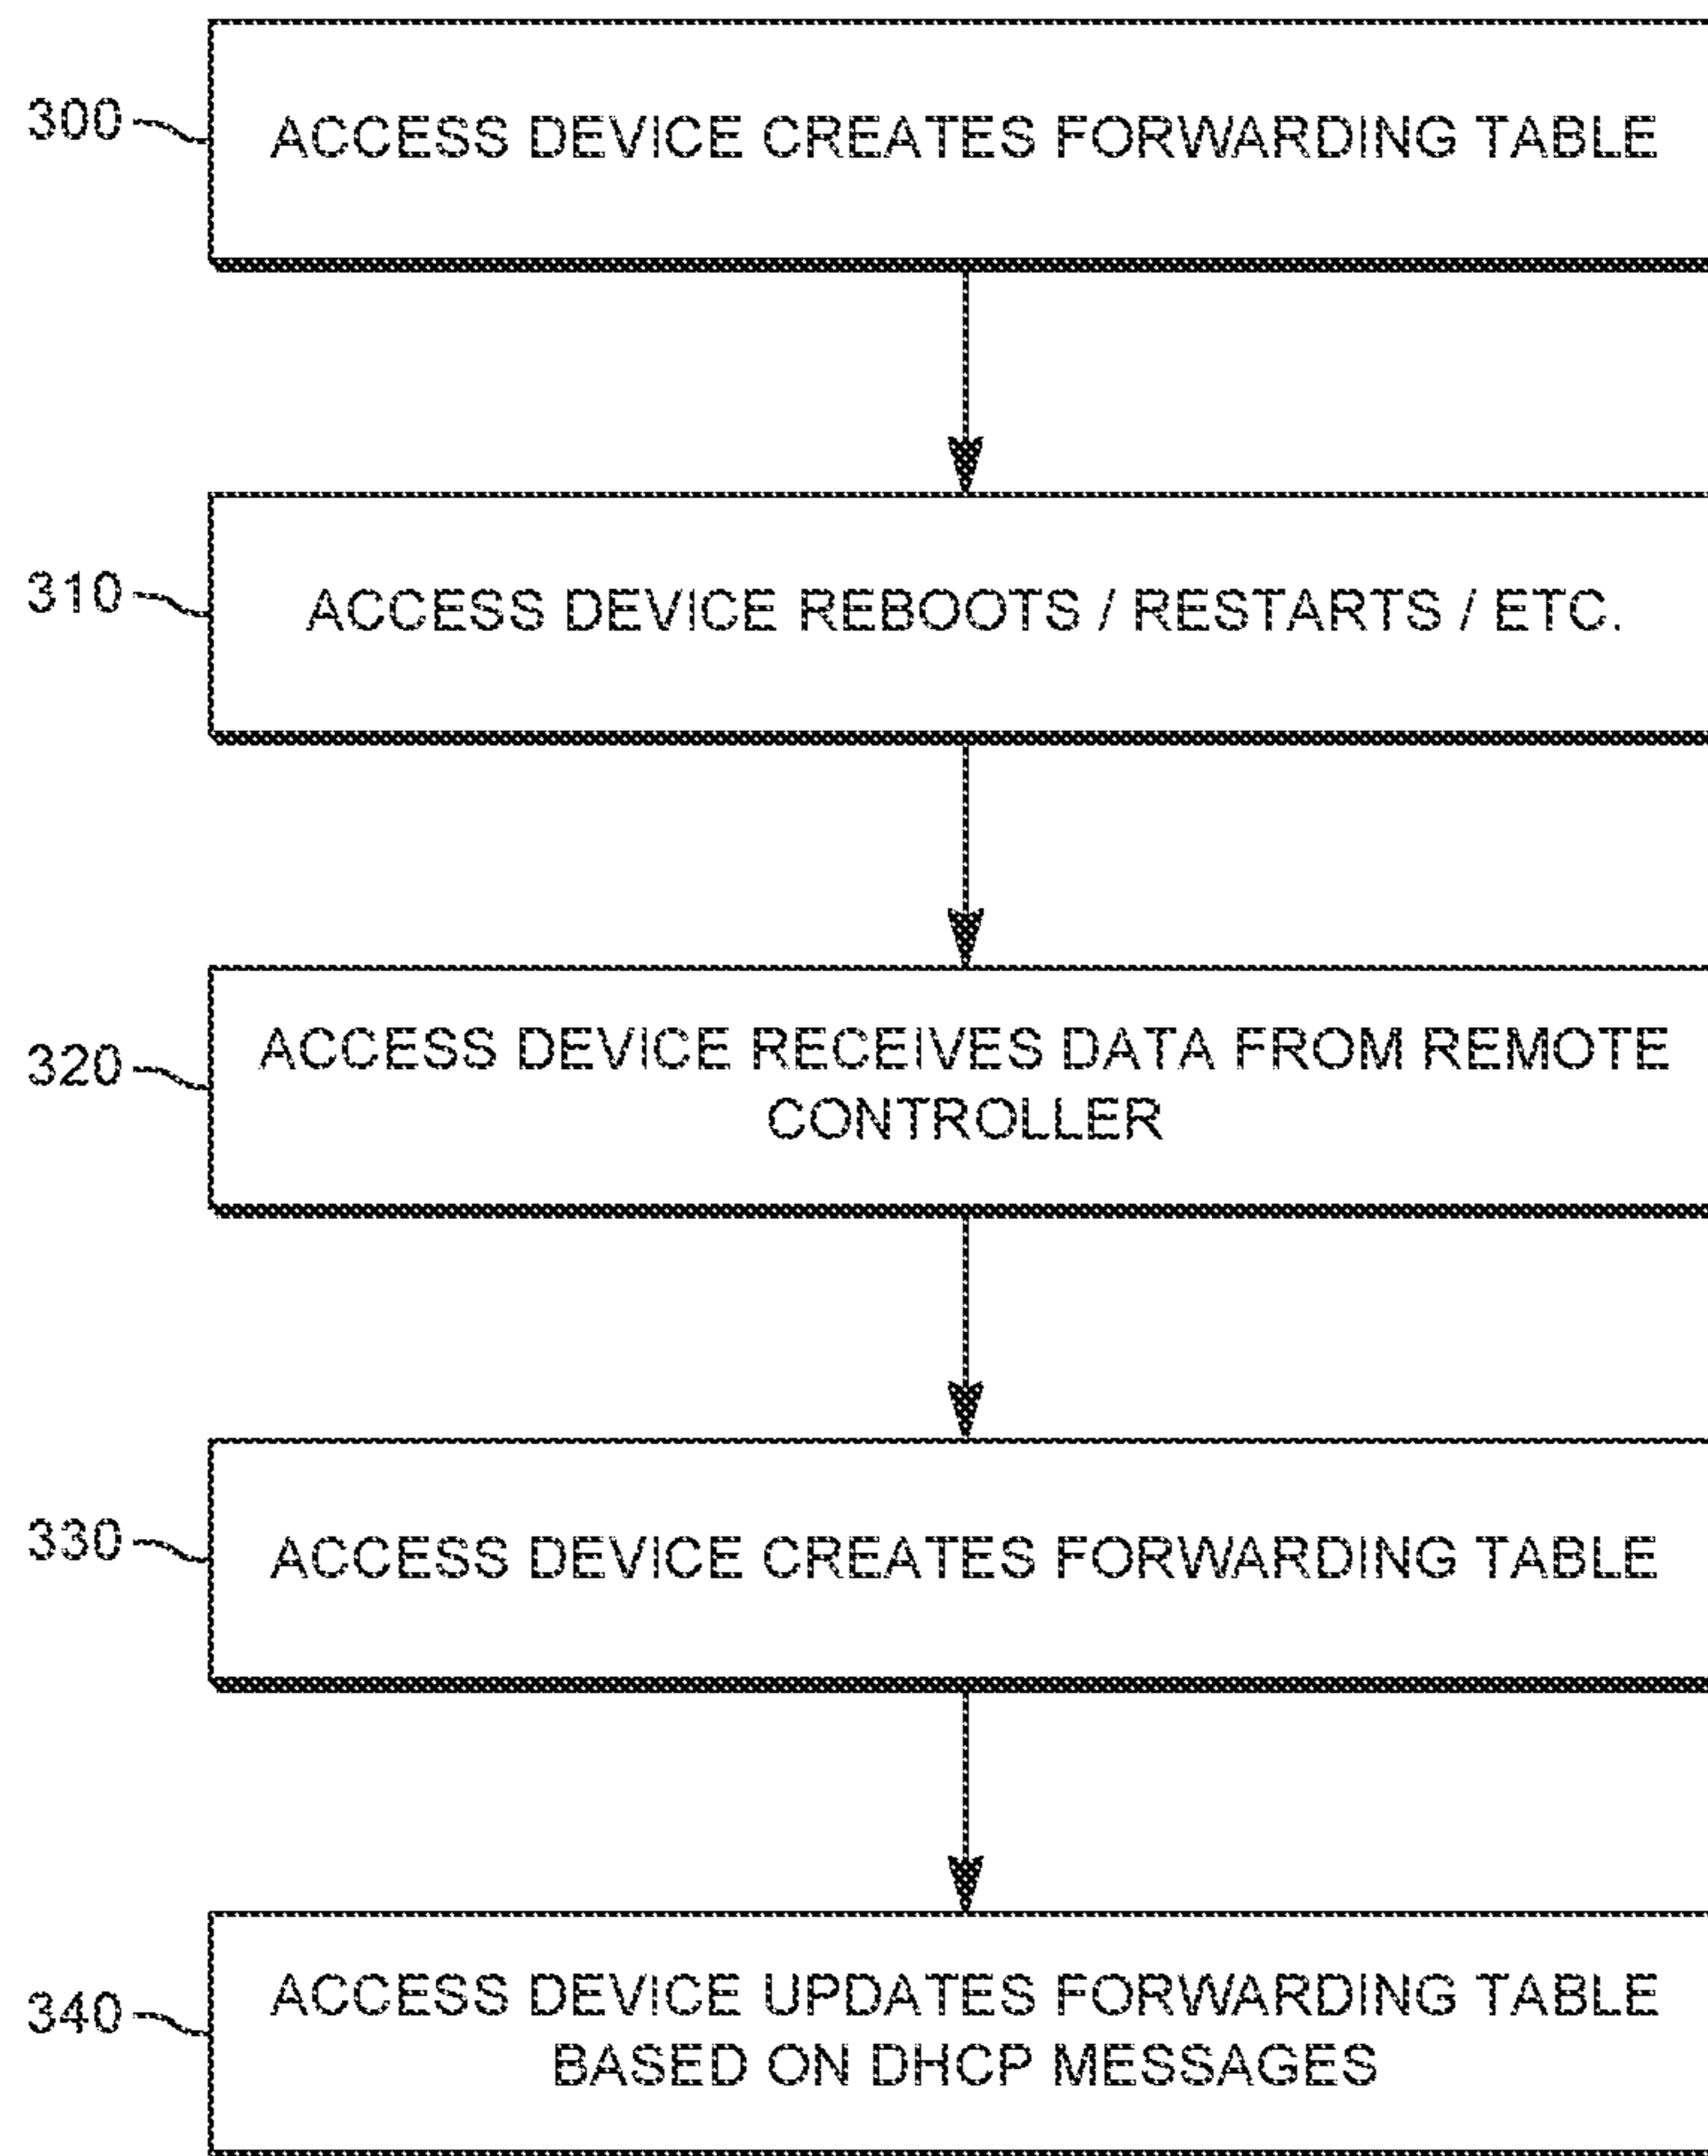 300
ACCESS DEVICE CREATES FORWARDING TABLE
310
ACCESS DEVICE REBOOTS / RESTARTS / ETC.
320
ACCESS DEVICE RECEIVES DATA FROM REMOTE
CONTROLLER
330
ACCESS DEVICE CREATES FORWARDING TABLE
340
ACCESS DEVICE UPDATES FORWARDING TABLE
BASED ON DHCP MESSAGES